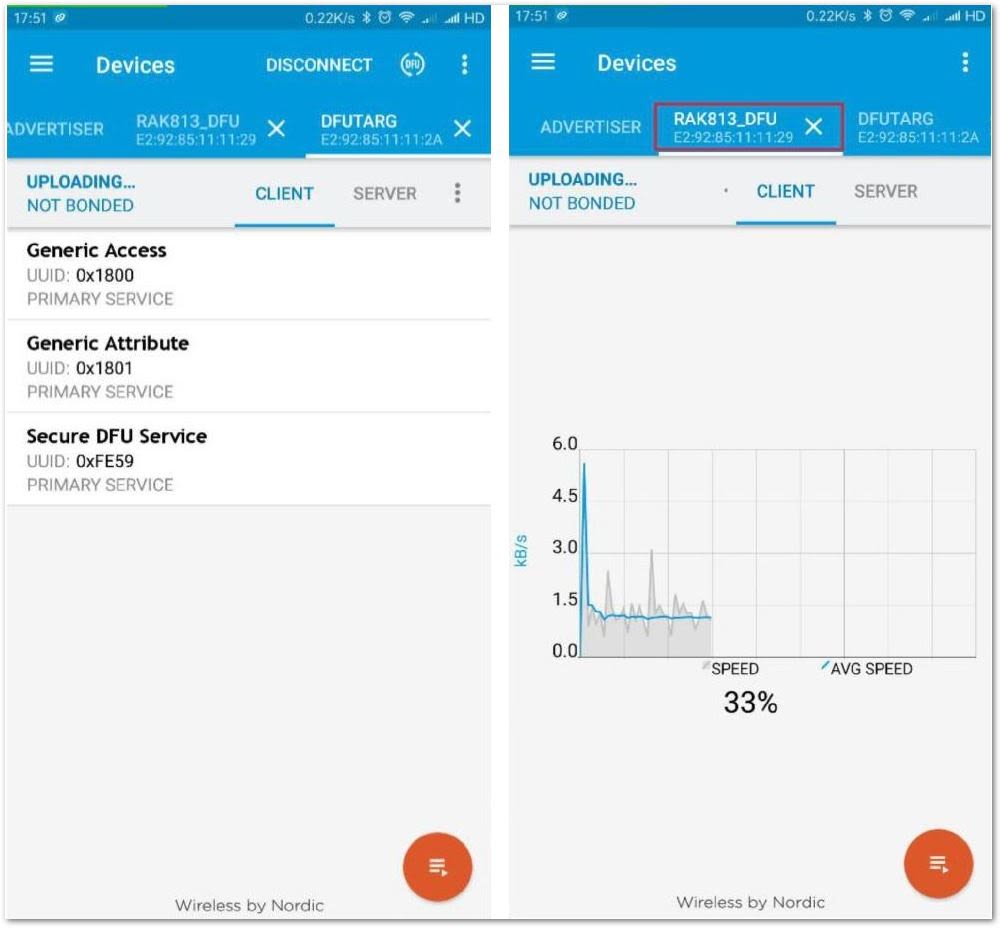 17:51 0.22K/s HD
Devices DISCONNECT DFU
ADVERTISER RAK813_DFU DFUTARG
E2:92:85:11:11:29 E2:92:85:11:11:2A
UPLOADING... CLIENT SERVER
NOT BONDED
Generic Access
UUID: 0x1800
PRIMARY SERVICE
Generic Attribute
UUID: 0x1801
PRIMARY SERVICE
Secure DFU Service
UUID: 0xFE59
PRIMARY SERVICE
Wireless by Nordic
17:51 0.22K/s HD
Devices
ADVERTISER RAK813_DFU DFUTARG
E2:92:85:11:11:29 E2:92:85:11:11:2A
UPLOADING... CLIENT SERVER
NOT BONDED
6.0
4.5
kB/s
3.0
1.5
0.0
SPEED AVG SPEED
33%
Wireless by Nordic